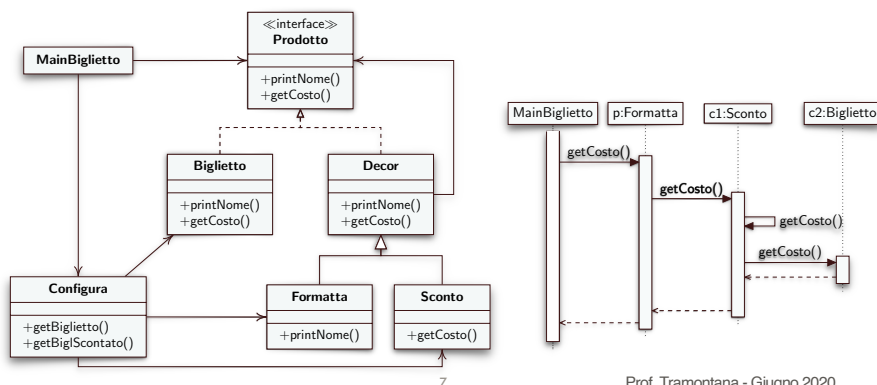 ≪interface≫
Prodotto
+printNome()
+getCosto()
MainBiglietto
Biglietto
+printNome()
+getCosto()
Decor
+printNome()
+getCosto()
Configura
+getBiglietto()
+getBiglScontato()
Formatta
+printNome()
Sconto
+getCosto()
MainBiglietto
p:Formatta
c1:Sconto
c2:Biglietto
getCosto()
getCosto()
getCosto()
getCosto()
7
Prof. Tramontana - Giugno 2020